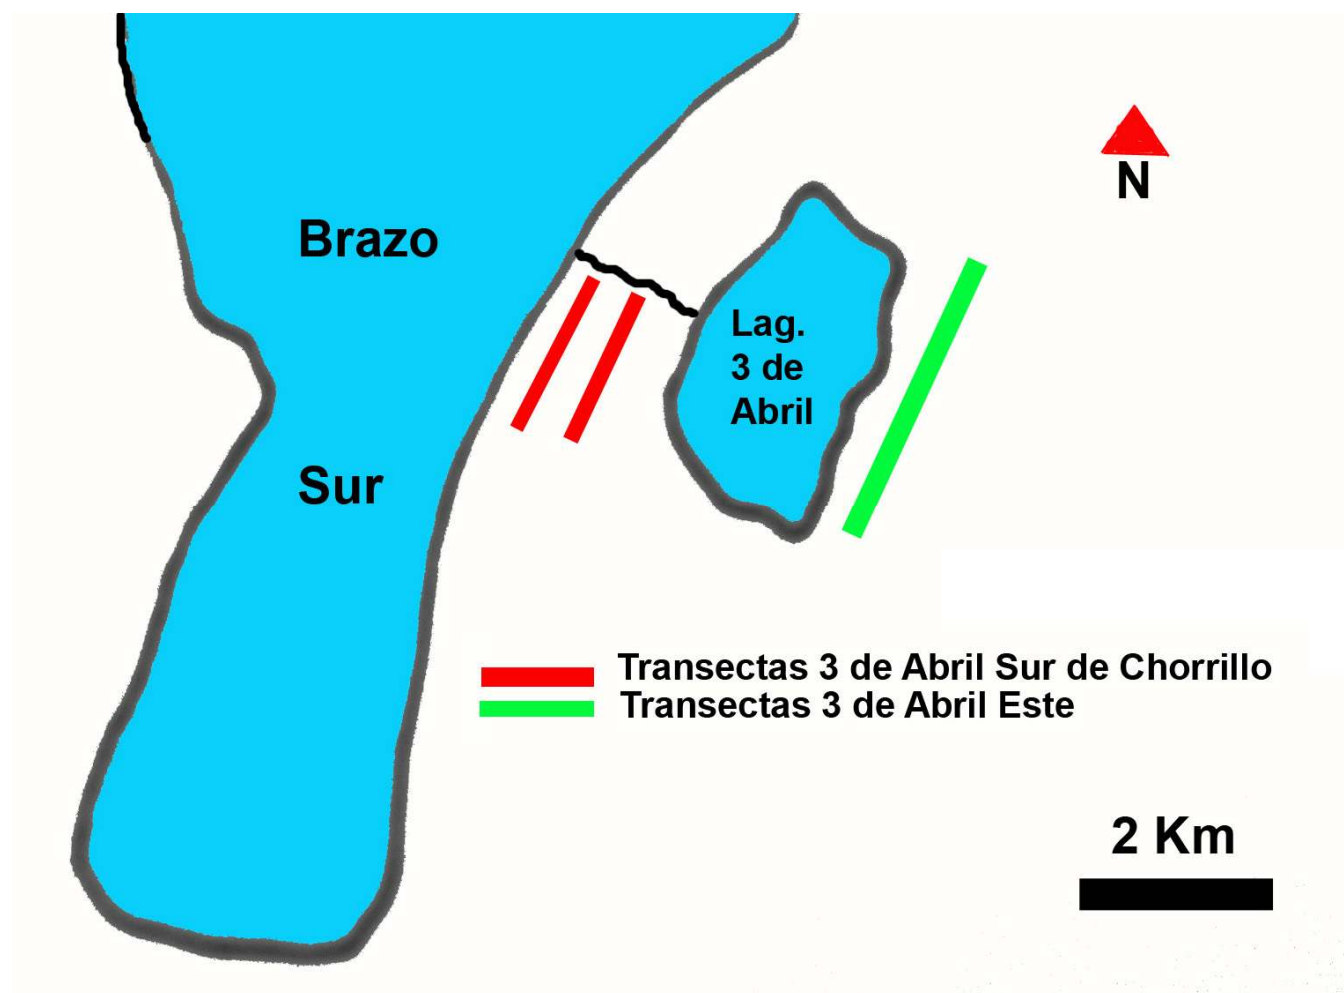 N
Brazo
Lag.
3 de
Abril
Sur
Transectas 3 de Abril Sur de Chorrillo
Transectas 3 de Abril Este
2 Km